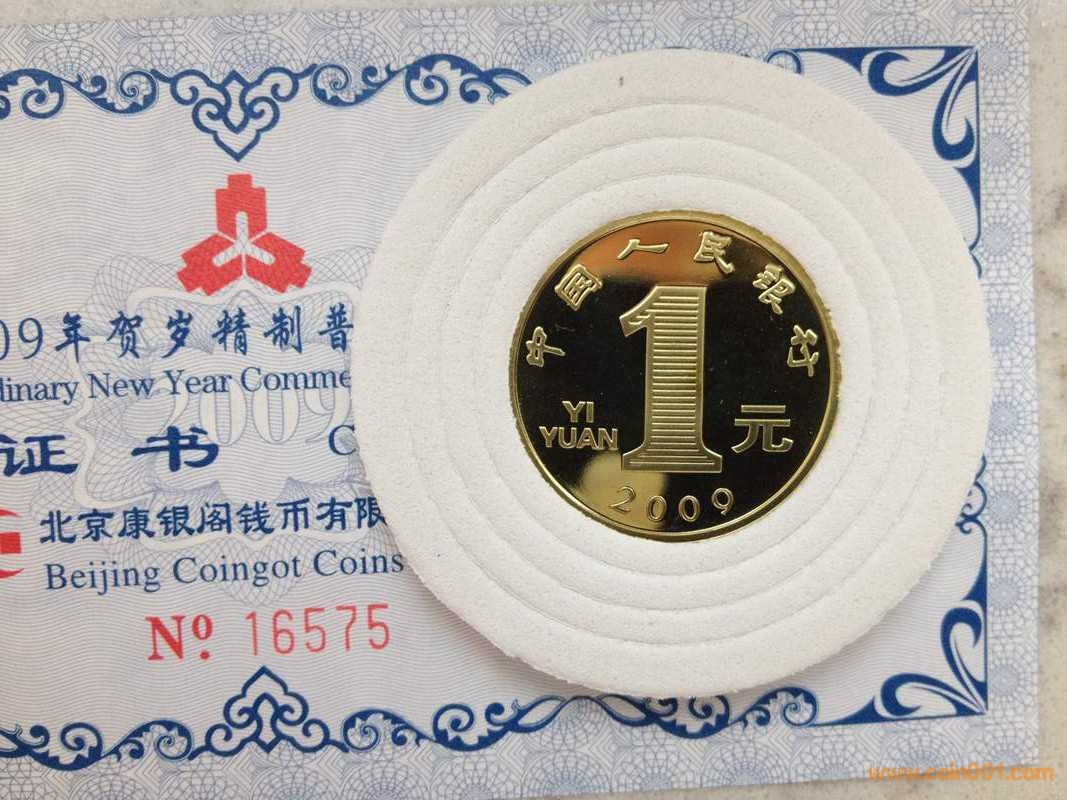 09年贺岁精制普
dinary New Year Comme
2009
证书 C
北京康银阁钱币有限
Beijing Coingot Coins
Nº 16575
中国人民银行
1
YI
YUAN
元
2009
www.coin001.com